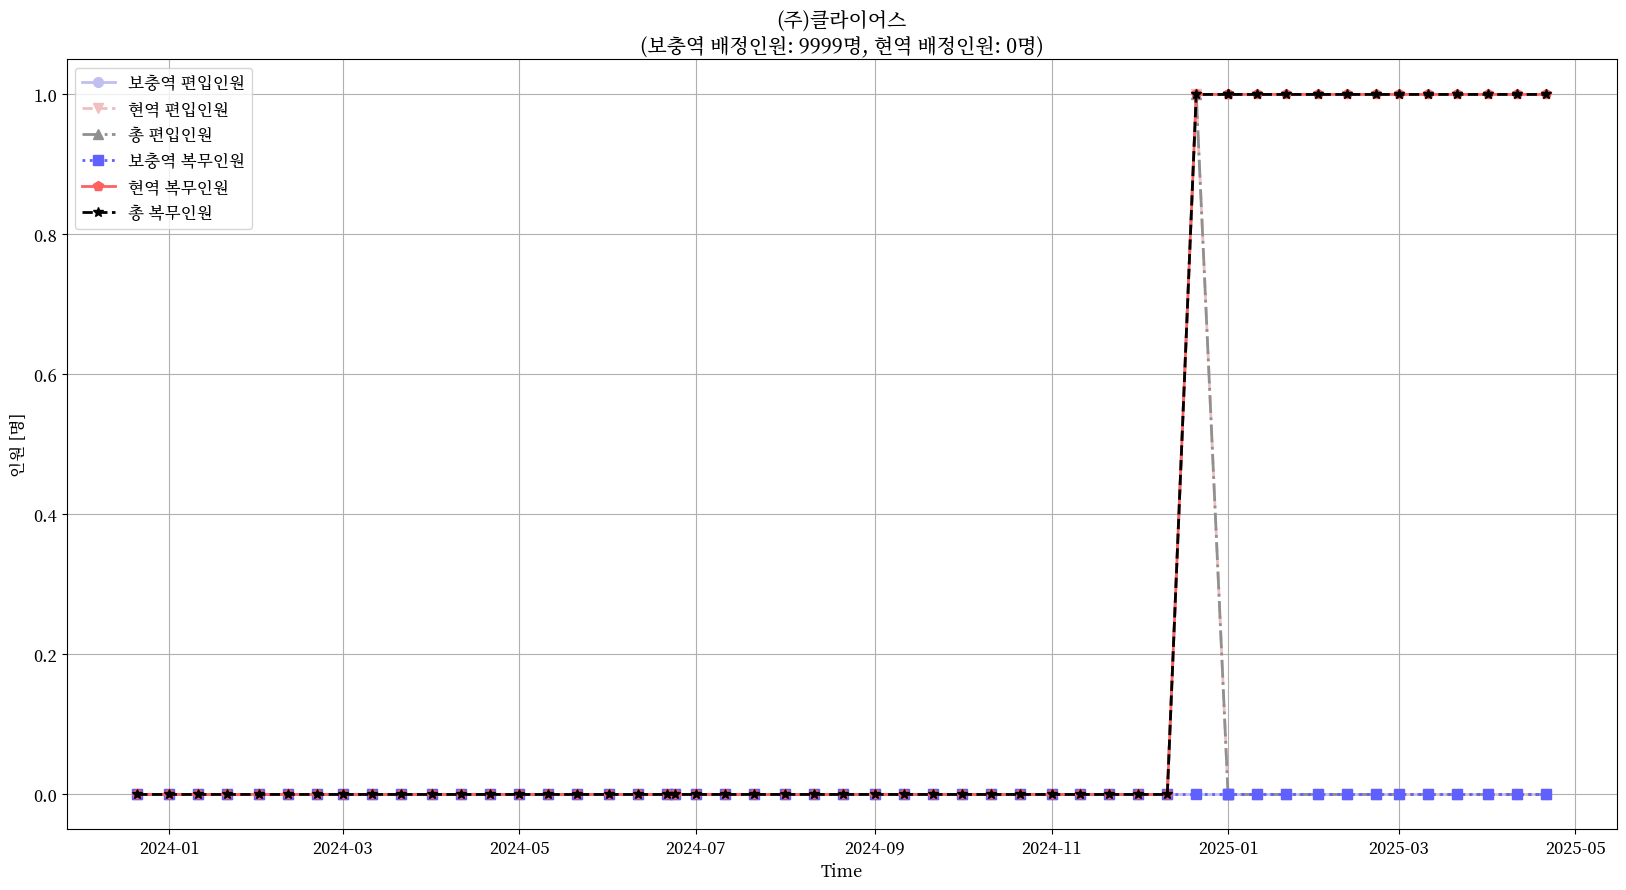 (주)클라이어스
(보충역 배정인원: 9999명, 현역 배정인원: 0명)
보충역 편입인원
현역 편입인원
총 편입인원
보충역 복무인원
현역 복무인원
총 복무인원
1.0
0.8
0.6
0.4
0.2
0.0
인원 [명]
2024-01
2024-03
2024-05
2024-07
2024-09
2024-11
2025-01
2025-03
2025-05
Time